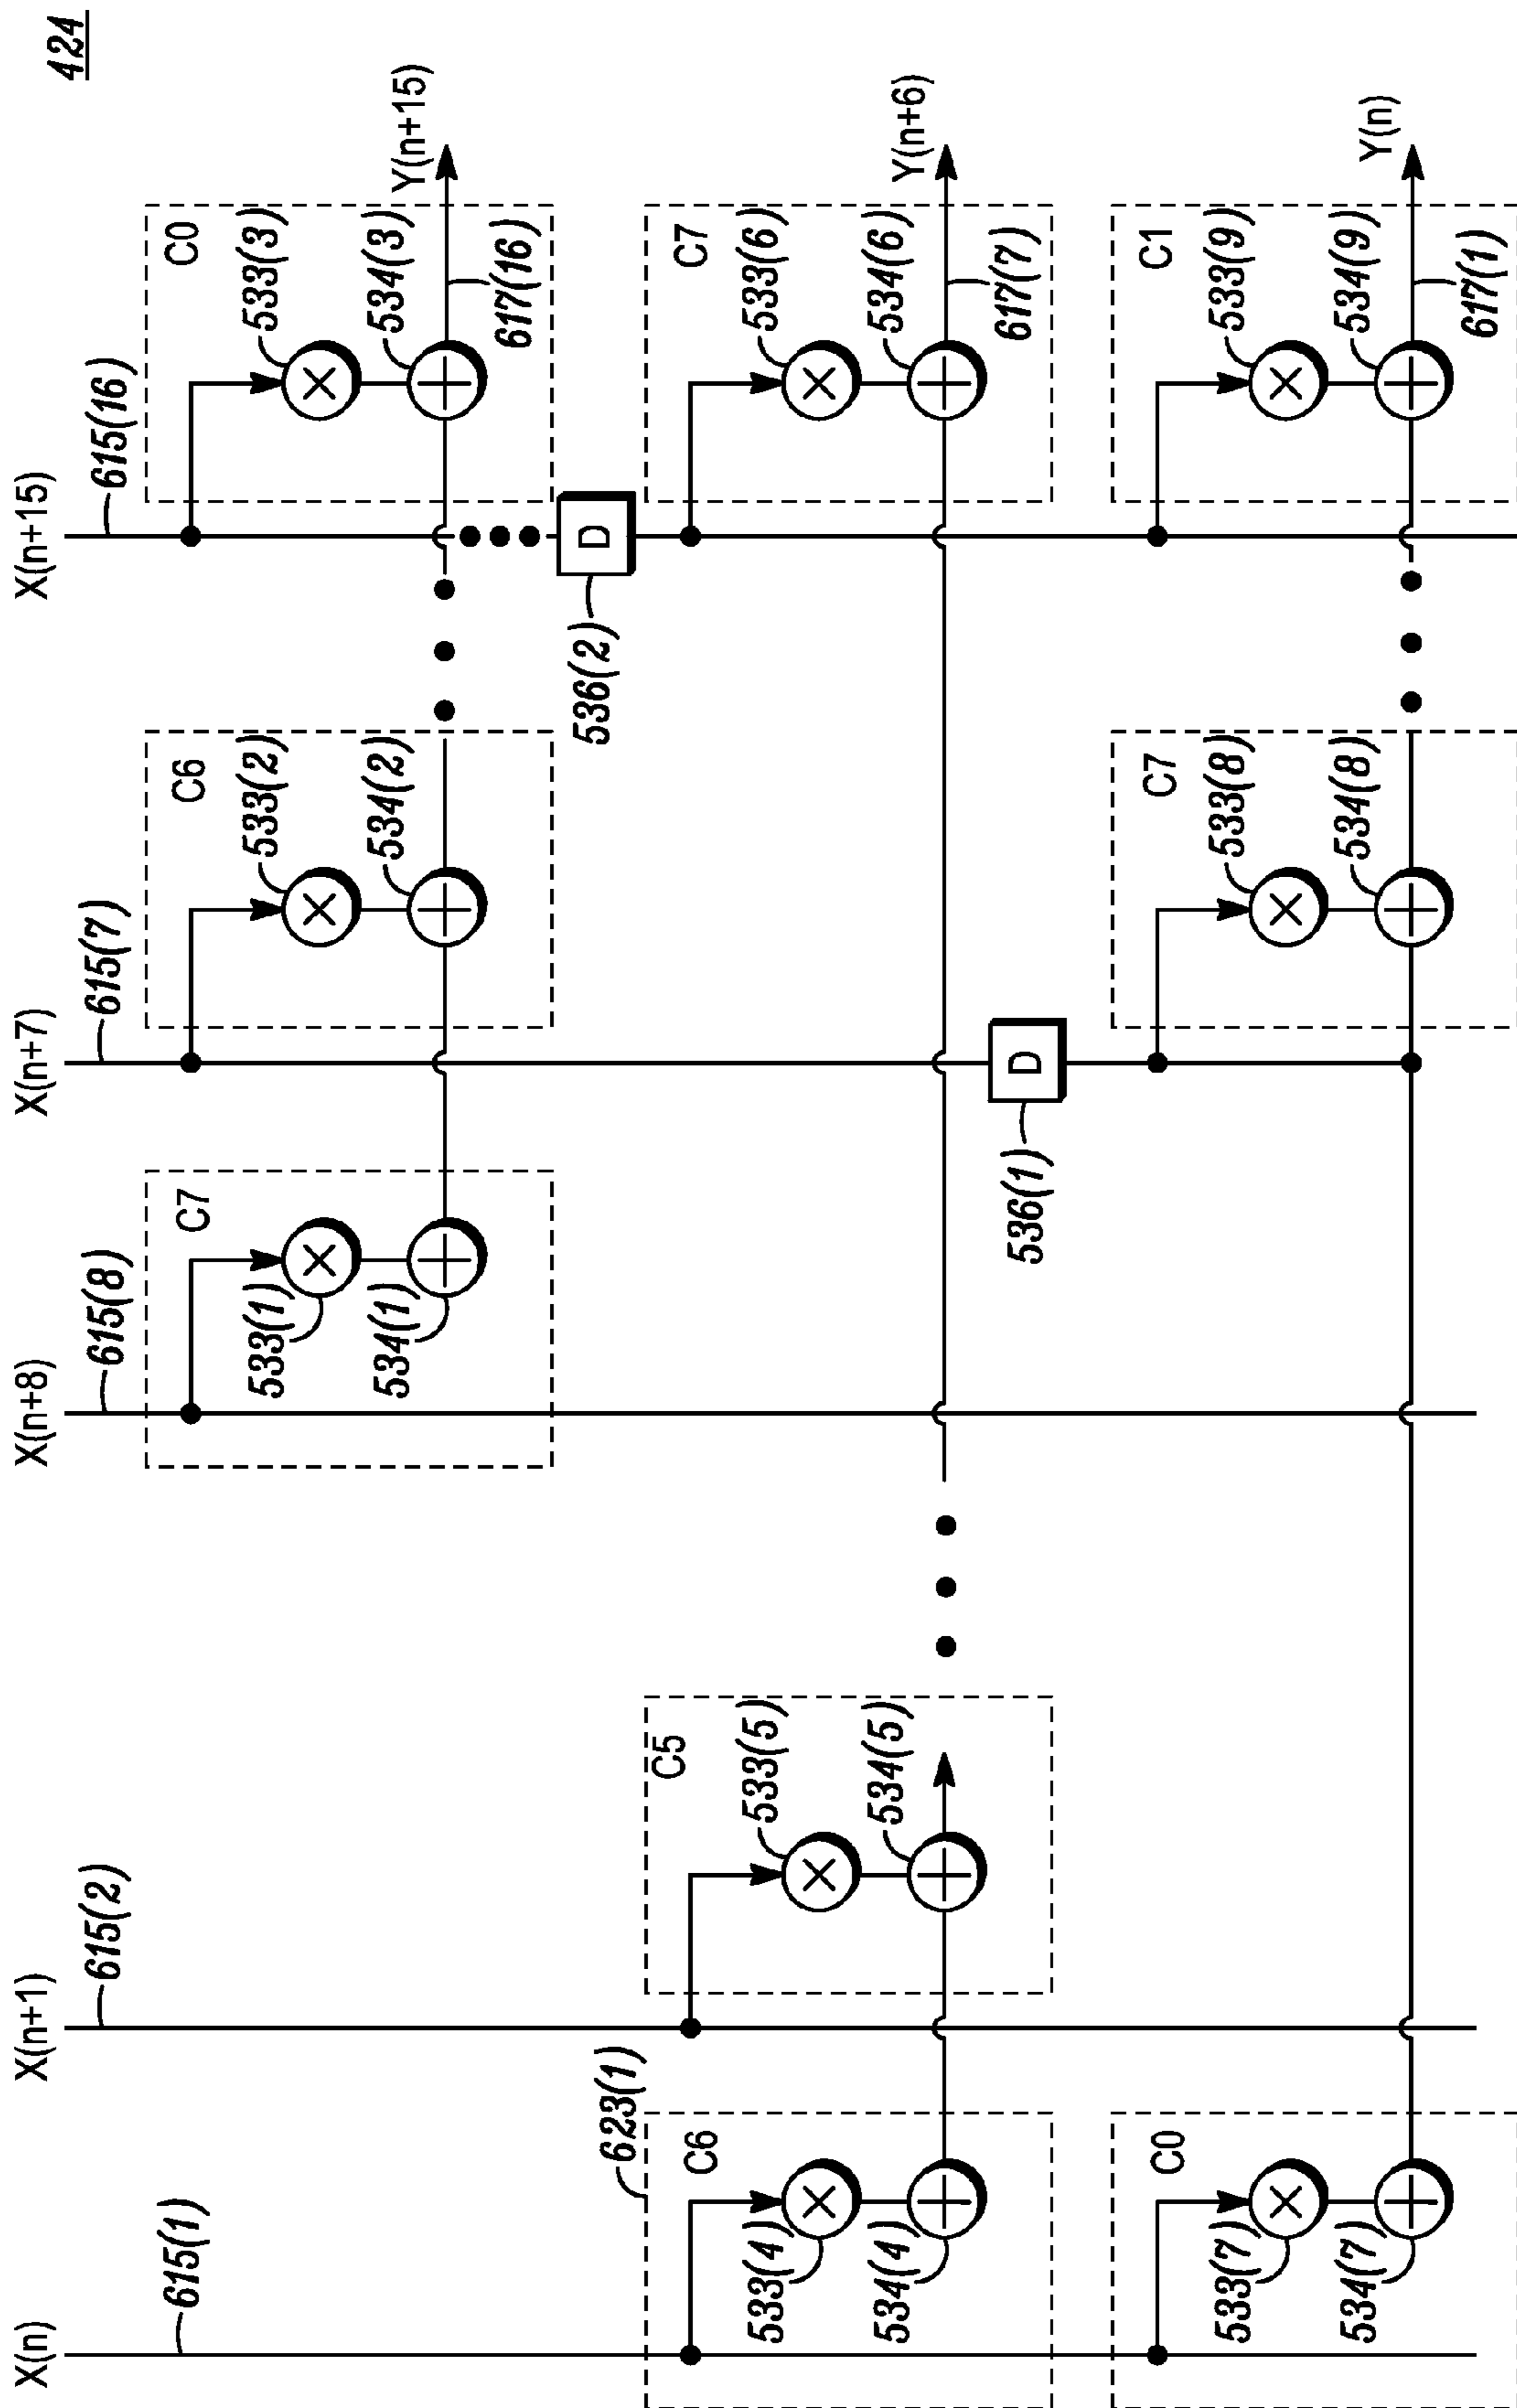 424
X(n)
615(1)
X(n+1)
615(2)
X(n+8)
615(8)
X(n+7)
615(7)
X(n+15)
615(16)
C7
533(1)
534(1)
C6
533(2)
534(2)
C0
533(3)
534(3)
Y(n+15)
617(16)
D
536(2)
623(1)
C6
533(4)
534(4)
C5
533(5)
534(5)
C7
533(6)
534(6)
Y(n+6)
617(7)
D
536(1)
C0
533(7)
534(7)
C7
533(8)
534(8)
C1
533(9)
534(9)
Y(n)
617(1)